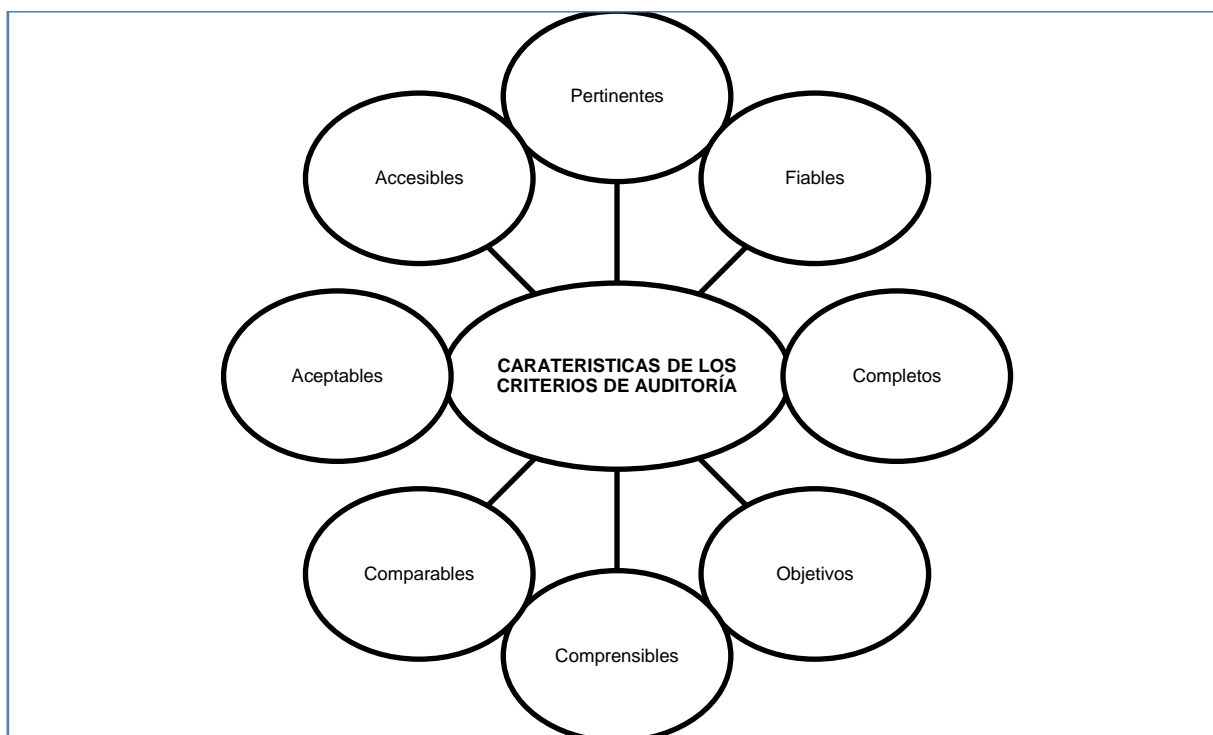 Pertinentes
Accesibles
Fiables
CARATERISTICAS DE LOS
CRITERIOS DE AUDITORÍA
Aceptables
Completos
Comparables
Objetivos
Comprensibles